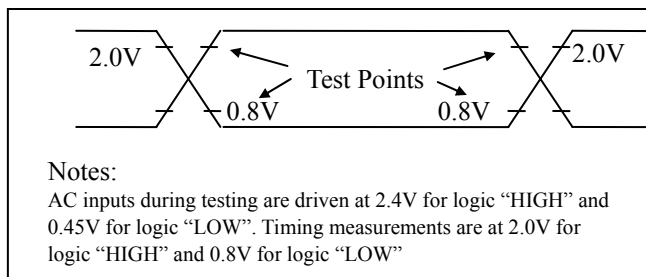 2.0V 2.0V
Test Points
0.8V 0.8V
Notes:
AC inputs during testing are driven at 2.4V for logic “HIGH” and
0.45V for logic “LOW”. Timing measurements are at 2.0V for
logic “HIGH” and 0.8V for logic “LOW”